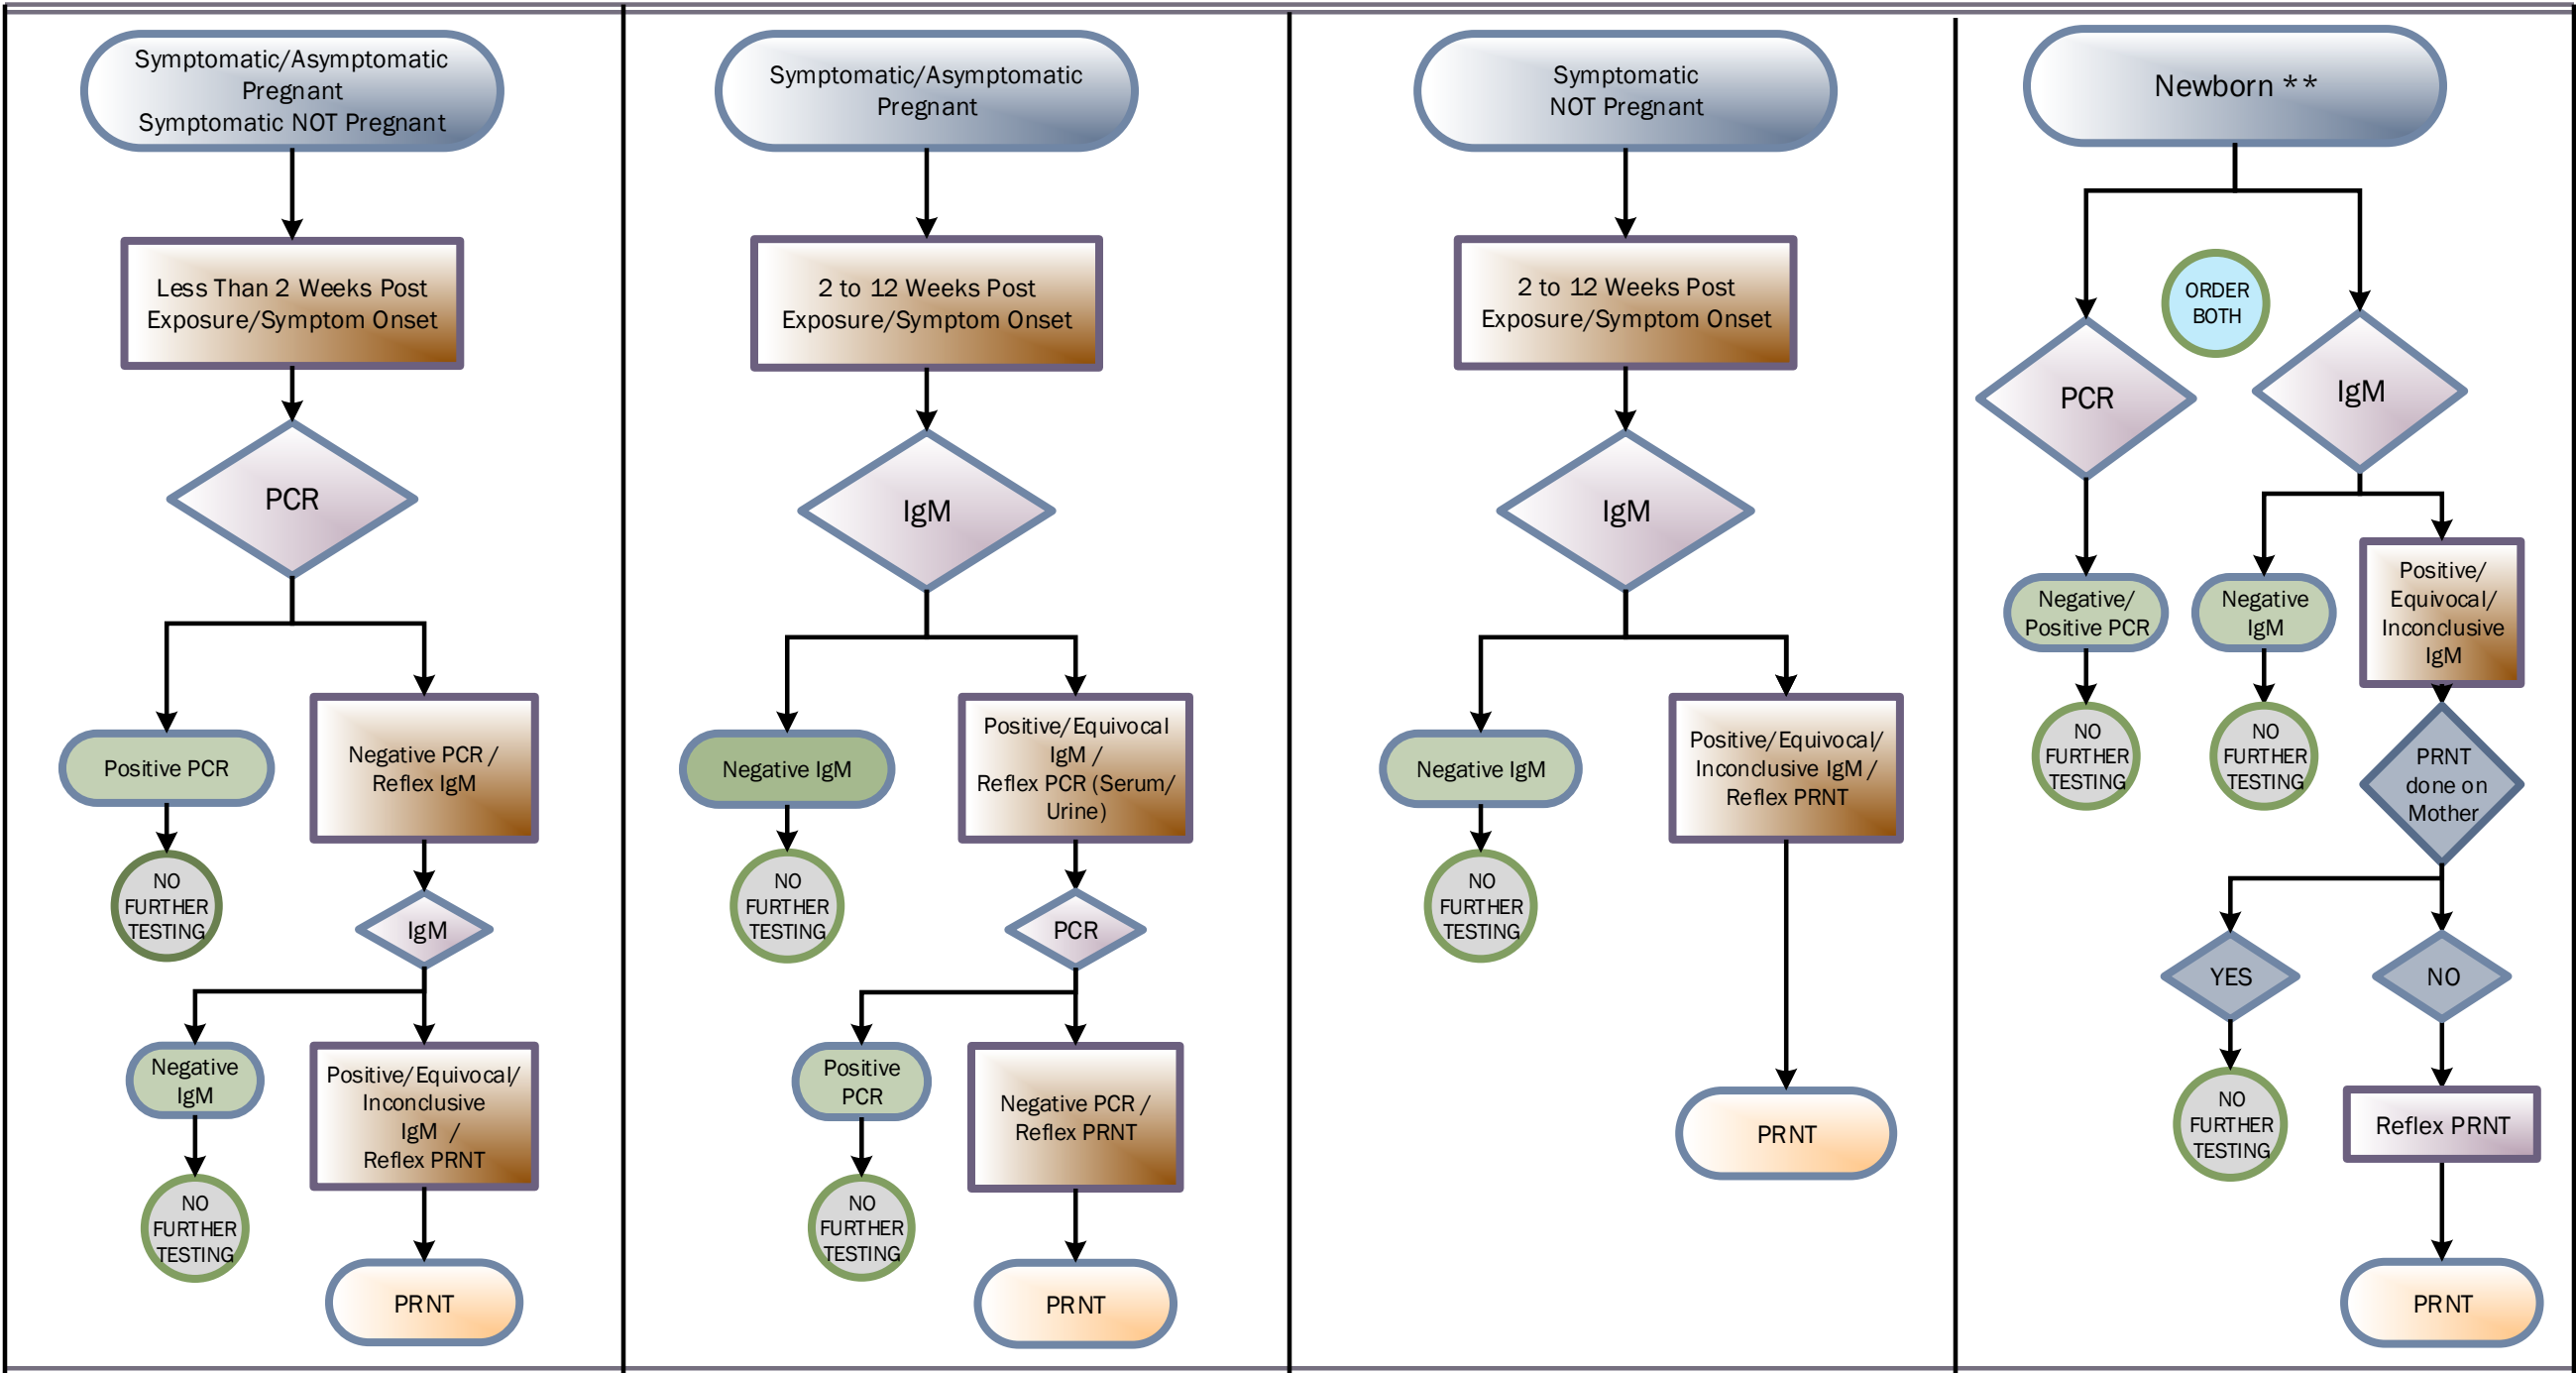 Symptomatic/Asymptomatic
Pregnant
Symptomatic NOT Pregnant
Less Than 2 Weeks Post
Exposure/Symptom Onset
PCR
Positive PCR
NO
FURTHER
TESTING
Negative PCR /
Reflex IgM
IgM
Negative
IgM
NO
FURTHER
TESTING
Positive/Equivocal/
Inconclusive
IgM /
Reflex PRNT
PRNT
Symptomatic/Asymptomatic
Pregnant
2 to 12 Weeks Post
Exposure/Symptom Onset
IgM
Negative IgM
NO
FURTHER
TESTING
Positive/Equivocal
IgM /
Reflex PCR (Serum/
Urine)
PCR
Positive
PCR
NO
FURTHER
TESTING
Negative PCR /
Reflex PRNT
PRNT
Symptomatic
NOT Pregnant
2 to 12 Weeks Post
Exposure/Symptom Onset
IgM
Negative IgM
NO
FURTHER
TESTING
Positive/Equivocal/
Inconclusive IgM /
Reflex PRNT
PRNT
Newborn **
ORDER
BOTH
PCR
IgM
Negative/
Positive PCR
NO
FURTHER
TESTING
Negative
IgM
NO
FURTHER
TESTING
Positive/
Equivocal/
Inconclusive
IgM
PRNT
done on
Mother
YES
NO
NO
FURTHER
TESTING
Reflex PRNT
PRNT